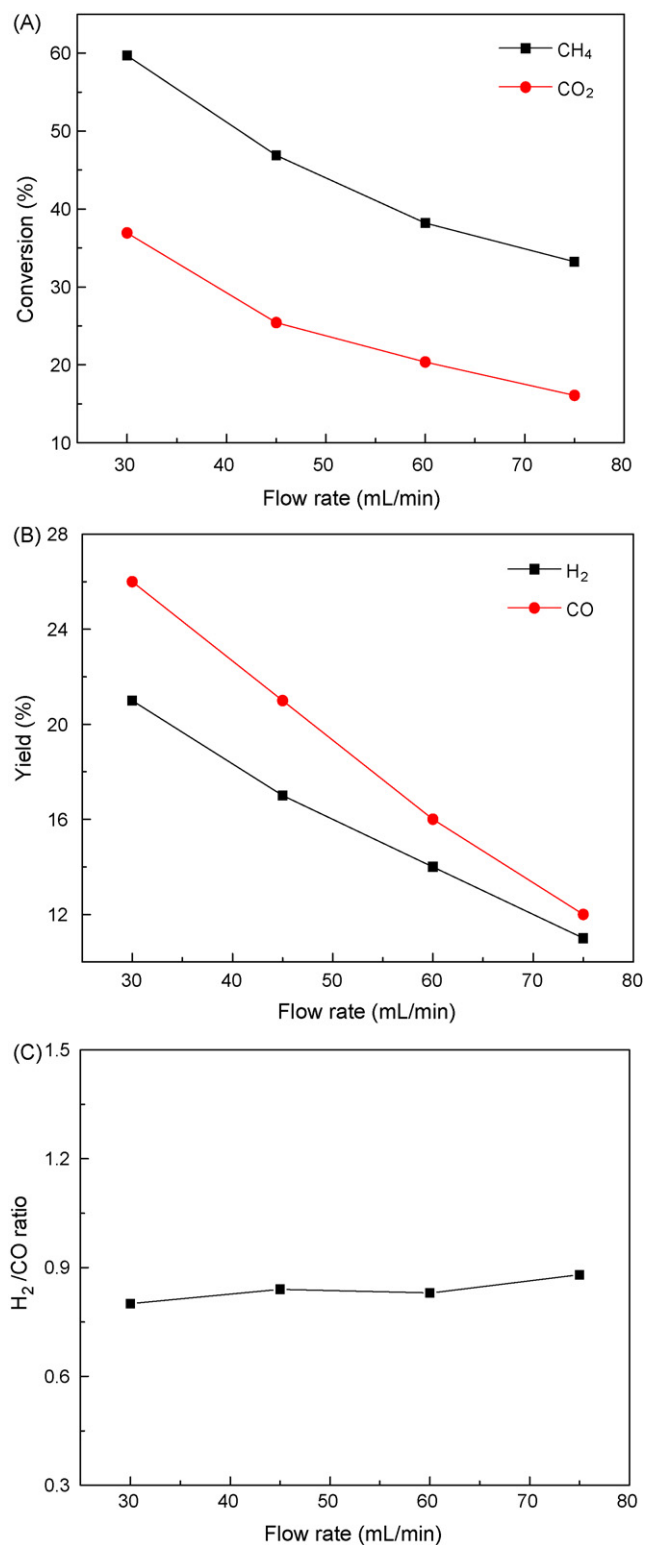 (A)
60
50
40
30
20
10
Conversion (%)
CH₄
CO₂
30 40 50 60 70 80
Flow rate (mL/min)
(B)
28
24
20
16
12
Yield (%)
H₂
CO
30 40 50 60 70 80
Flow rate (mL/min)
(C)
1.5
1.2
0.9
0.6
0.3
H₂/CO ratio
30 40 50 60 70 80
Flow rate (mL/min)